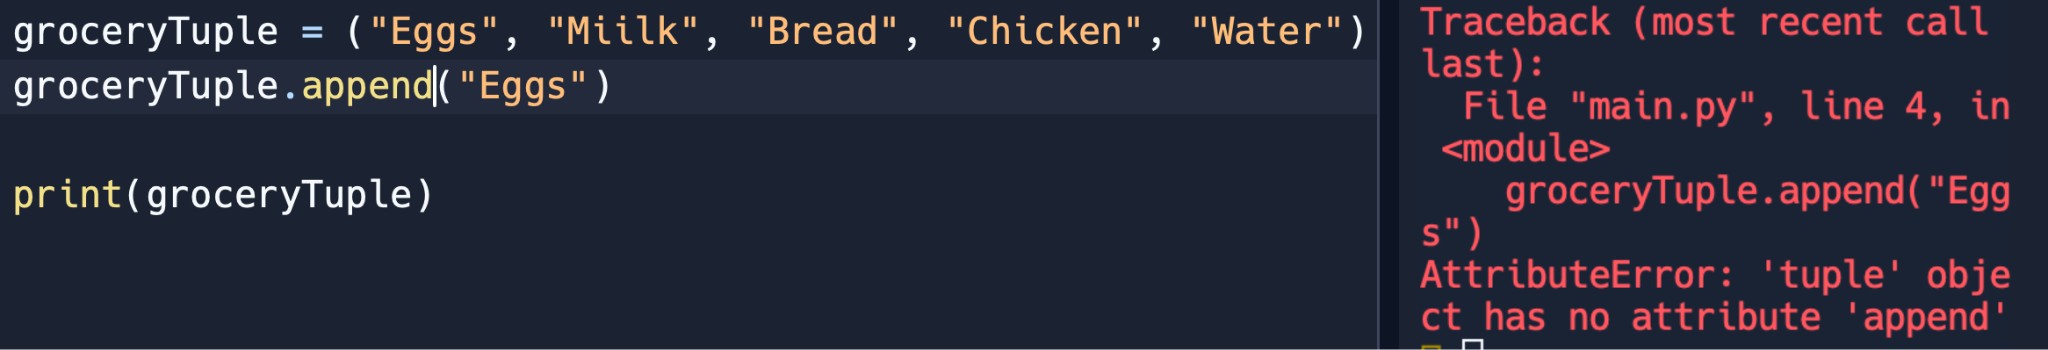 groceryTuple = ("Eggs", "Miilk", "Bread", "Chicken", "Water")
groceryTuple.append("Eggs")
print(groceryTuple)
Traceback (most recent call
last):
File "main.py", line 4, in
<module>
groceryTuple.append("Egg
s")
AttributeError: 'tuple' obje
ct has no attribute 'append'